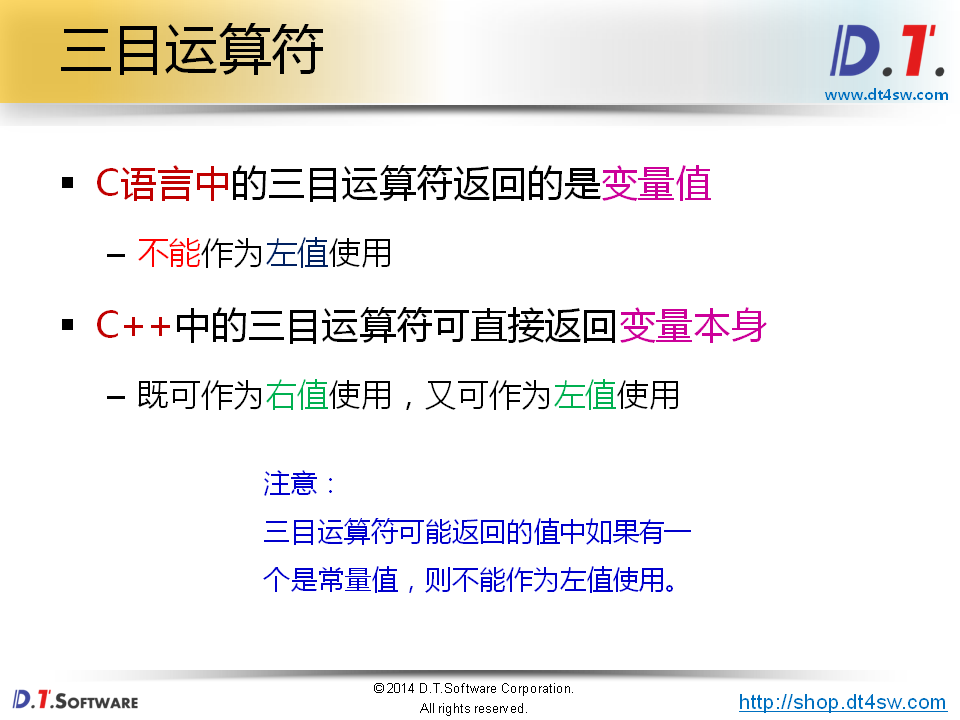 三目运算符
D.T.
www.dt4sw.com
C语言中的三目运算符返回的是变量值
– 不能作为左值使用
C++中的三目运算符可直接返回变量本身
– 既可作为右值使用，又可作为左值使用
注意：
三目运算符可能返回的值中如果有一
个是常量值，则不能作为左值使用。
D.T.SOFTWARE
©2014 D.T.Software Corporation.
All rights reserved.
http://shop.dt4sw.com